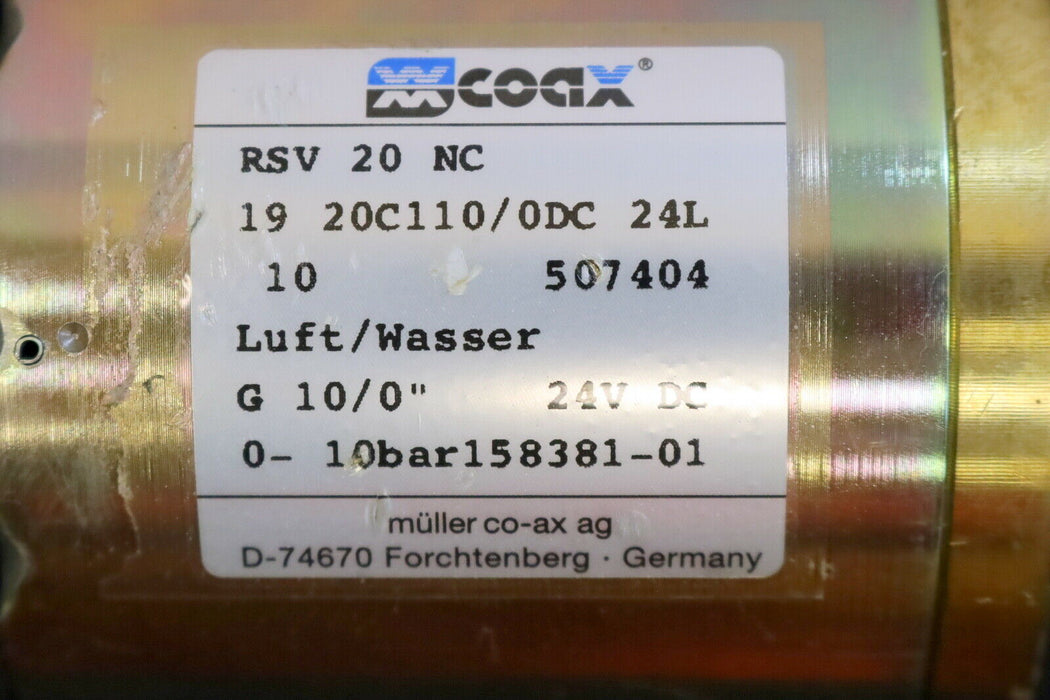 coax®
RSV 20 NC
19 20C110/0DC 24L
10 507404
Luft/Wasser
G 10/0" 24V DC
0- 10bar158381-01
müller co-ax ag
D-74670 Forchtenberg · Germany